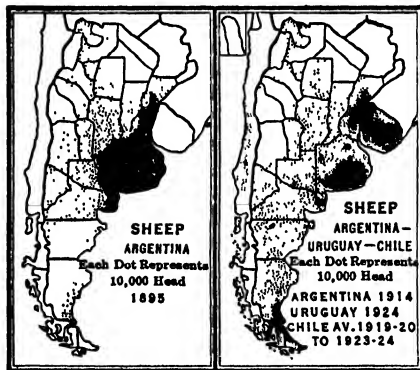 SHEEP
ARGENTINA
Each Dot Represents
10,000 Head
1895
SHEEP
ARGENTINA—
URUGUAY—CHILE
Each Dot Represents
10,000 Head
ARGENTINA 1914
URUGUAY 1924
CHILE AV. 1919-20
TO 1923-24